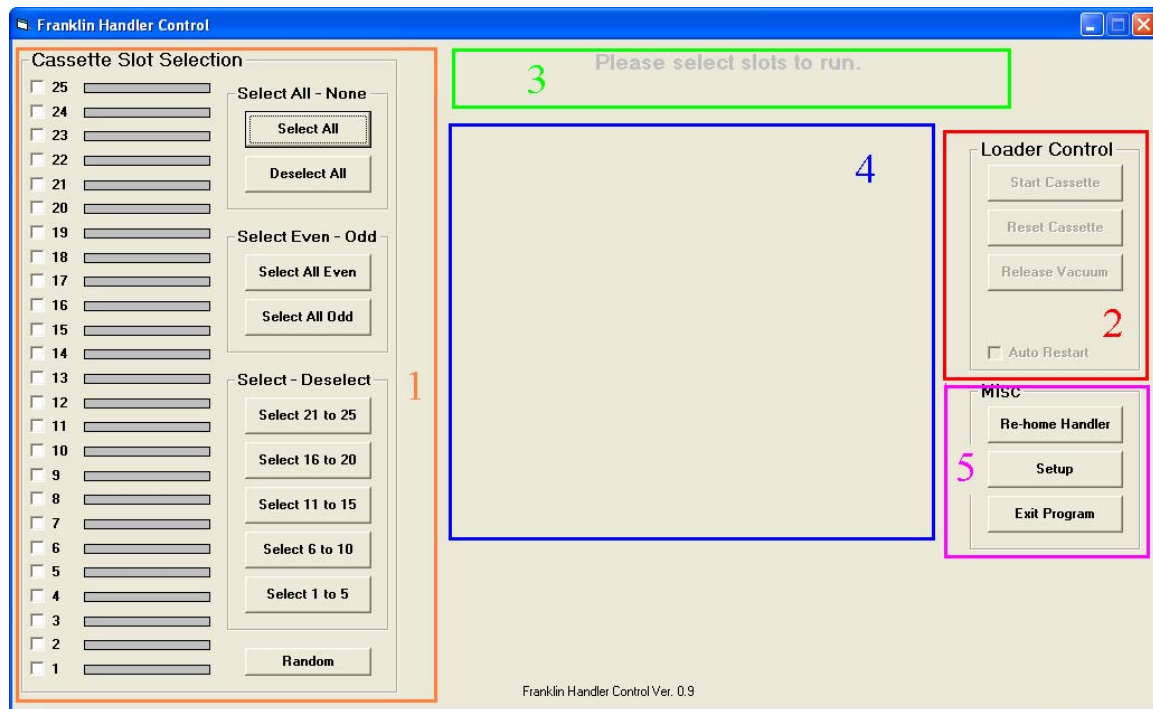 Franklin Handler Control
Cassette Slot Selection
25
24
23
22
21
20
19
18
17
16
15
14
13
12
11
10
9
8
7
6
5
4
3
2
1
Select All - None
Select All
Deselect All
Select Even - Odd
Select All Even
Select All Odd
Select - Deselect
Select 21 to 25
Select 16 to 20
Select 11 to 15
Select 6 to 10
Select 1 to 5
Random
1
Please select slots to run.
3
4
Loader Control
Start Cassette
Reset Cassette
Release Vacuum
2
Auto Restart
Misc
Re-home Handler
5
Setup
Exit Program
Franklin Handler Control Ver. 0.9